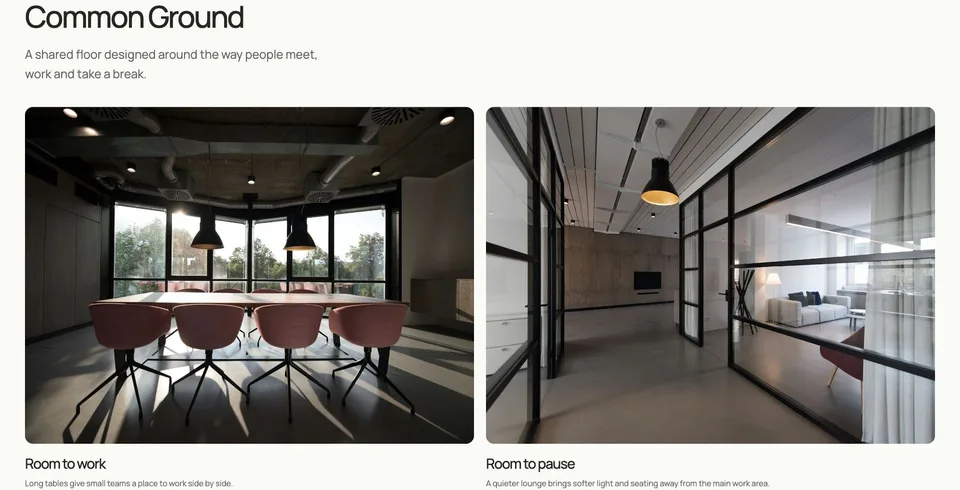 Common Ground
A shared floor designed around the way people meet,
work and take a break.
Room to work
Room to pause
Long tables give small teams a place to work side by side.
A quieter lounge brings softer light and seating away from the main work area.